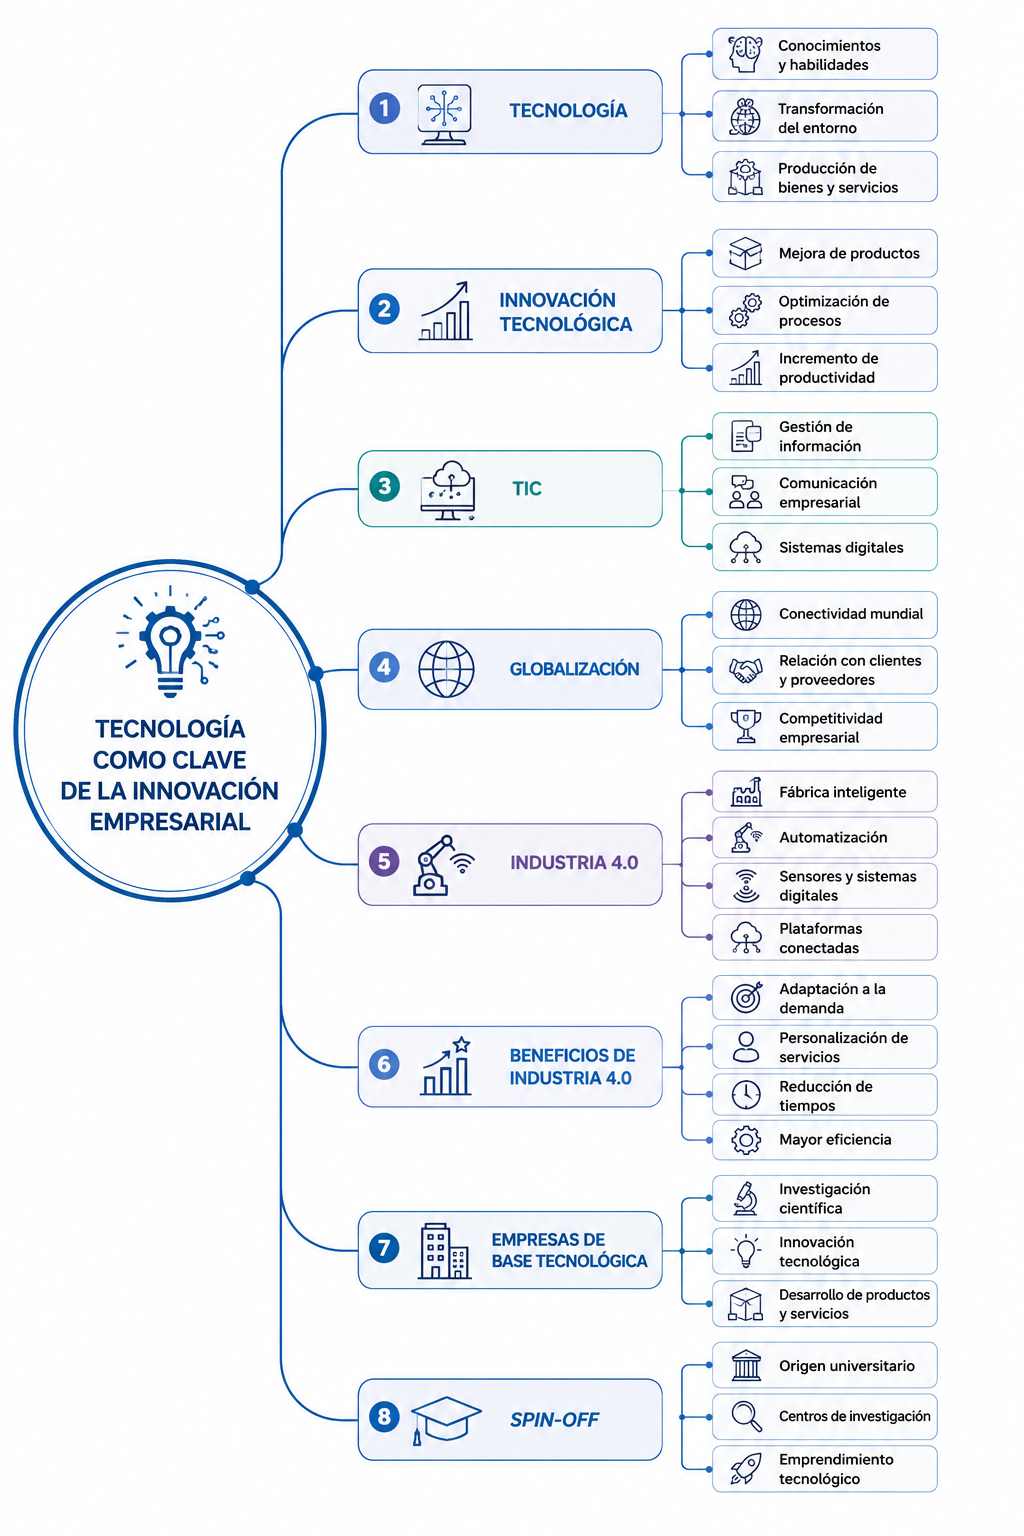 TECNOLOGÍA
COMO CLAVE
DE LA INNOVACIÓN
EMPRESARIAL
1
TECNOLOGÍA
Conocimientos
y habilidades
Transformación
del entorno
Producción de
bienes y servicios
2
INNOVACIÓN
TECNOLÓGICA
Mejora de productos
Optimización de
procesos
Incremento de
productividad
3
TIC
Gestión de
información
Comunicación
empresarial
Sistemas digitales
4
GLOBALIZACIÓN
Conectividad mundial
Relación con clientes
y proveedores
Competitividad
empresarial
5
INDUSTRIA 4.0
Fábrica inteligente
Automatización
Sensores y sistemas
digitales
Plataformas
conectadas
6
BENEFICIOS DE
INDUSTRIA 4.0
Adaptación a la
demanda
Personalización de
servicios
Reducción de
tiempos
Mayor eficiencia
7
EMPRESAS DE
BASE TECNOLÓGICA
Investigación
científica
Innovación
tecnológica
Desarrollo de productos
y servicios
8
SPIN-OFF
Origen universitario
Centros de investigación
Emprendimiento
tecnológico